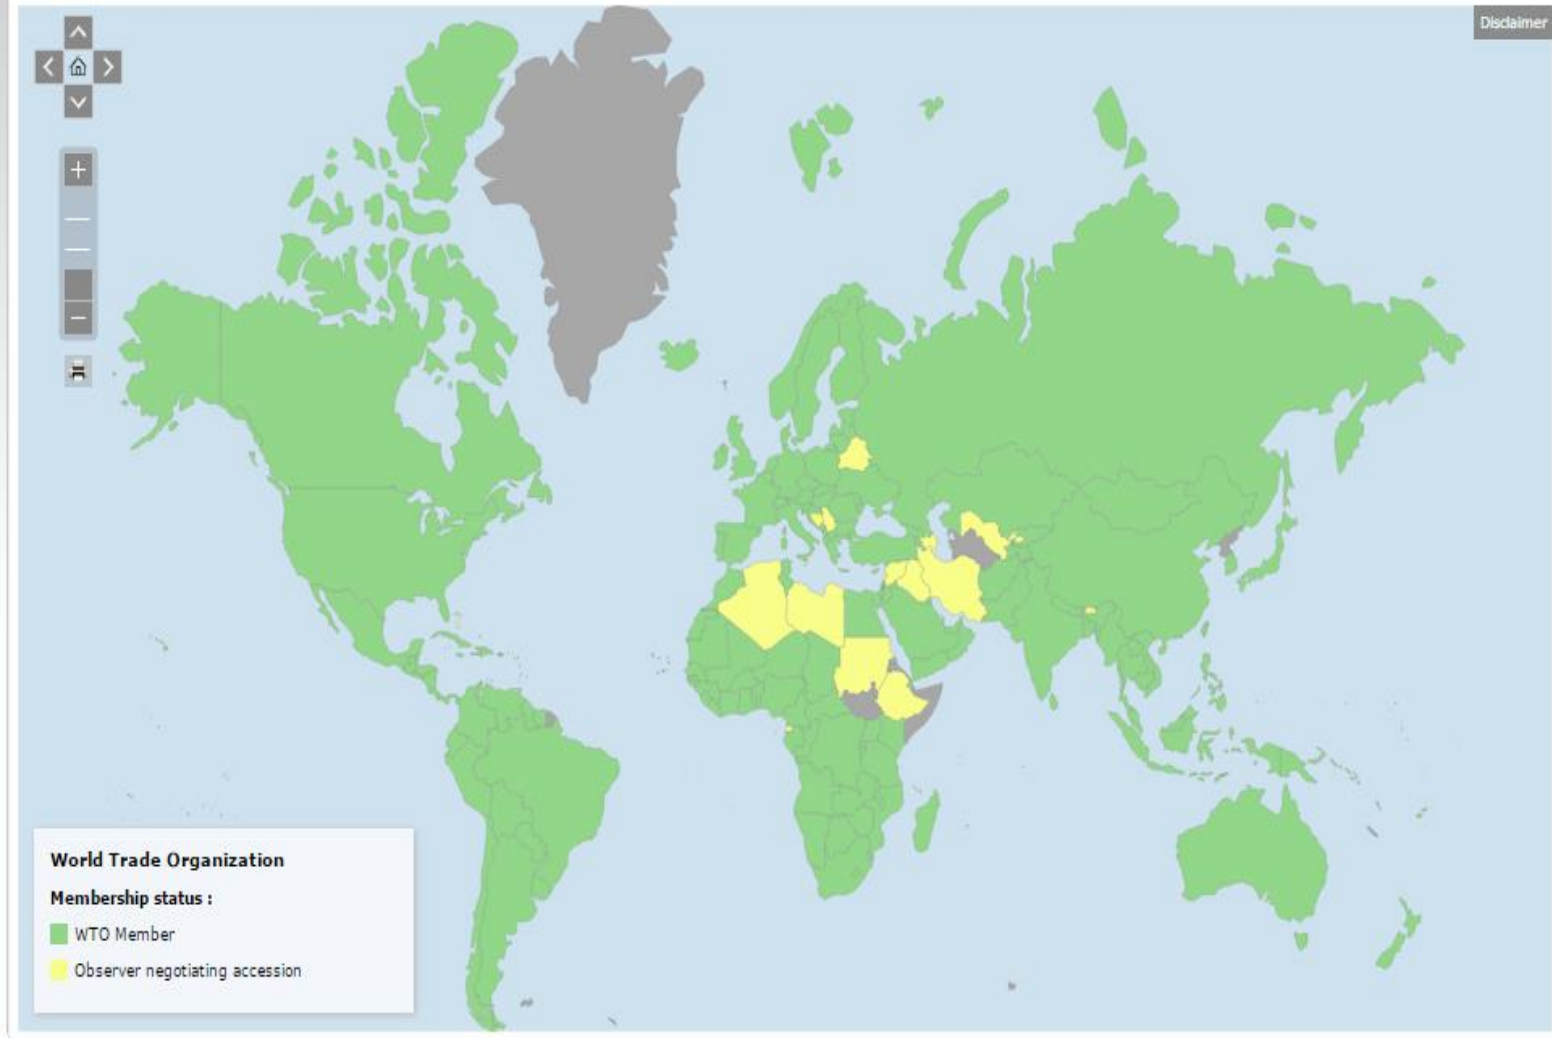 Disclaimer
World Trade Organization
Membership status :
WTO Member
Observer negotiating accession